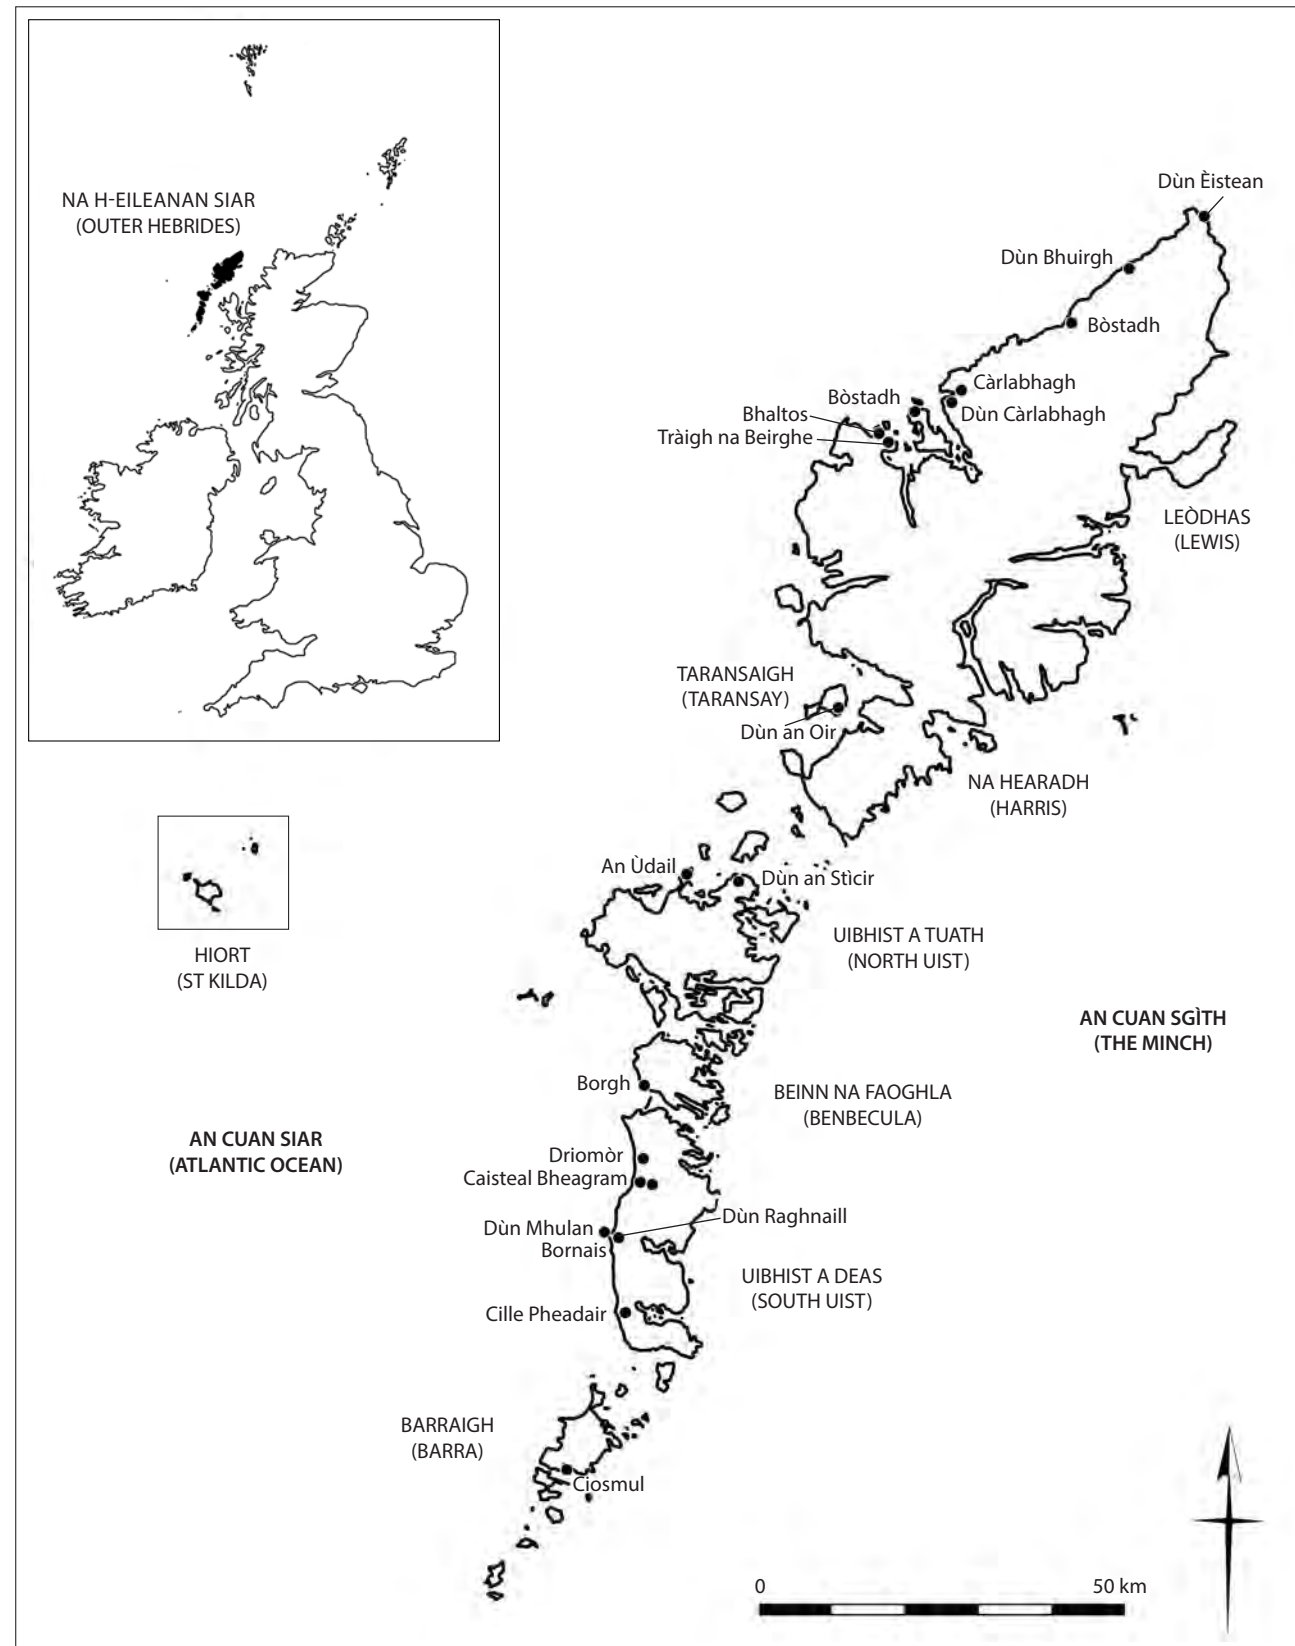 NA H-EILEANAN SIAR
(OUTER HEBRIDES)
Dùn Èistean
Dùn Bhuirgh
Bòstadh
Càrlabhagh
Bòstadh
Dùn Càrlabhagh
Bhaltos
Tràigh na Beirghe
LEÒDHAS
(LEWIS)
TARANSAIGH
(TARANSAY)
Dùn an Oir
NA HEARADH
(HARRIS)
An Ùdail
Dùn an Stìcir
HIORT
(ST KILDA)
UIBHIST A TUATH
(NORTH UIST)
AN CUAN SGÌTH
(THE MINCH)
Borgh
BEINN NA FAOGHLA
(BENBECULA)
AN CUAN SIAR
(ATLANTIC OCEAN)
Driomòr
Caisteal Bheagram
Dùn Raghnaill
Dùn Mhulan
Bornais
UIBHIST A DEAS
(SOUTH UIST)
Cille Pheadair
BARRAIGH
(BARRA)
Ciosmul
0
50 km